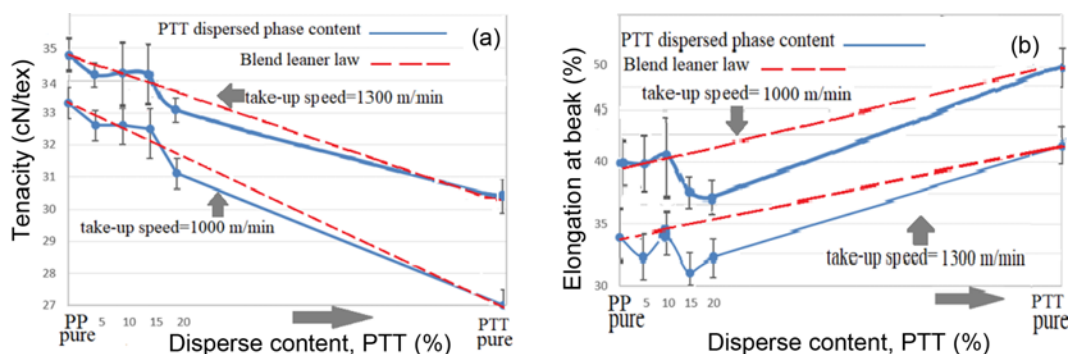 (a)
PTT dispersed phase content
Blend leaner law
take-up speed=1300 m/min
take-up speed=1000 m/min
Tenacity (cN/tex)
35
34
33
32
31
30
29
28
27
PP
pure
5
10
15
20
PTT
pure
Disperse content, PTT (%)
(b)
PTT dispersed phase content
Blend leaner law
take-up speed=
1000 m/min
take-up speed= 1300 m/min
Elongation at beak (%)
50
45
40
35
30
PP
pure
5
10
15
20
PTT
pure
Disperse content, PTT (%)